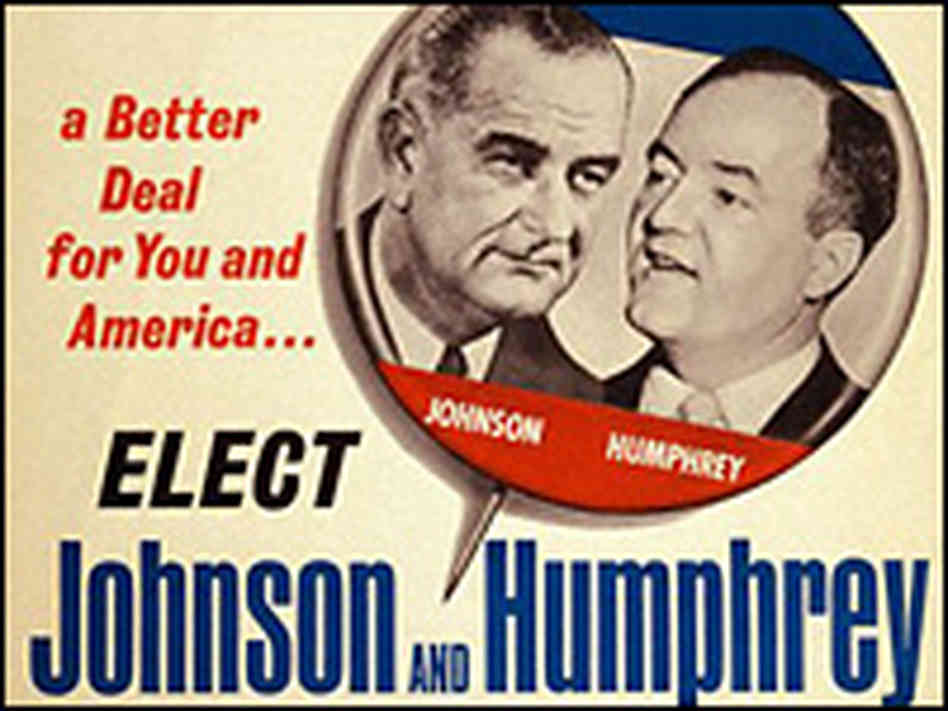 a Better
Deal
for You and
America...
JOHNSON
HUMPHREY
ELECT
Johnson AND Humphrey